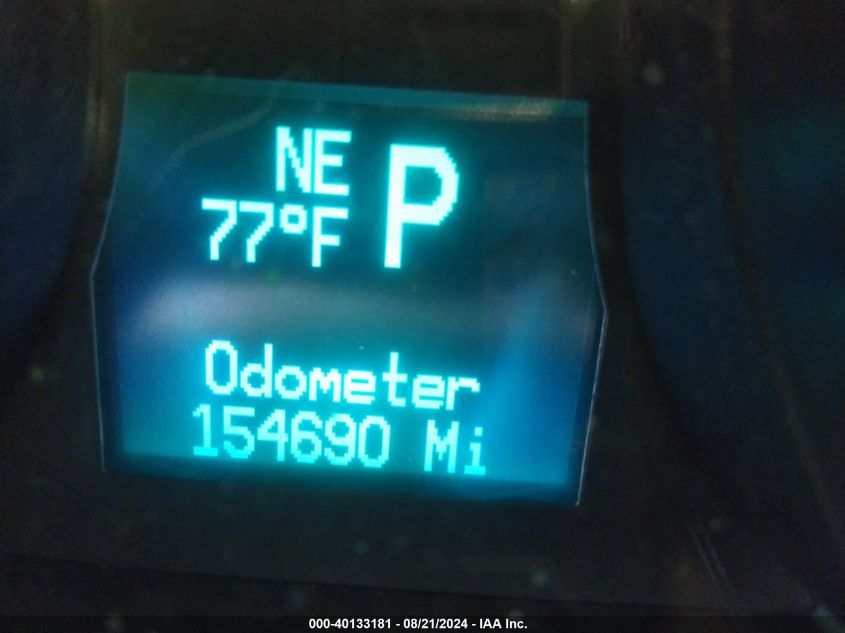 NE P
77°F
Odometer
154690 Mi
000-40133181 - 08/21/2024 - IAA Inc.